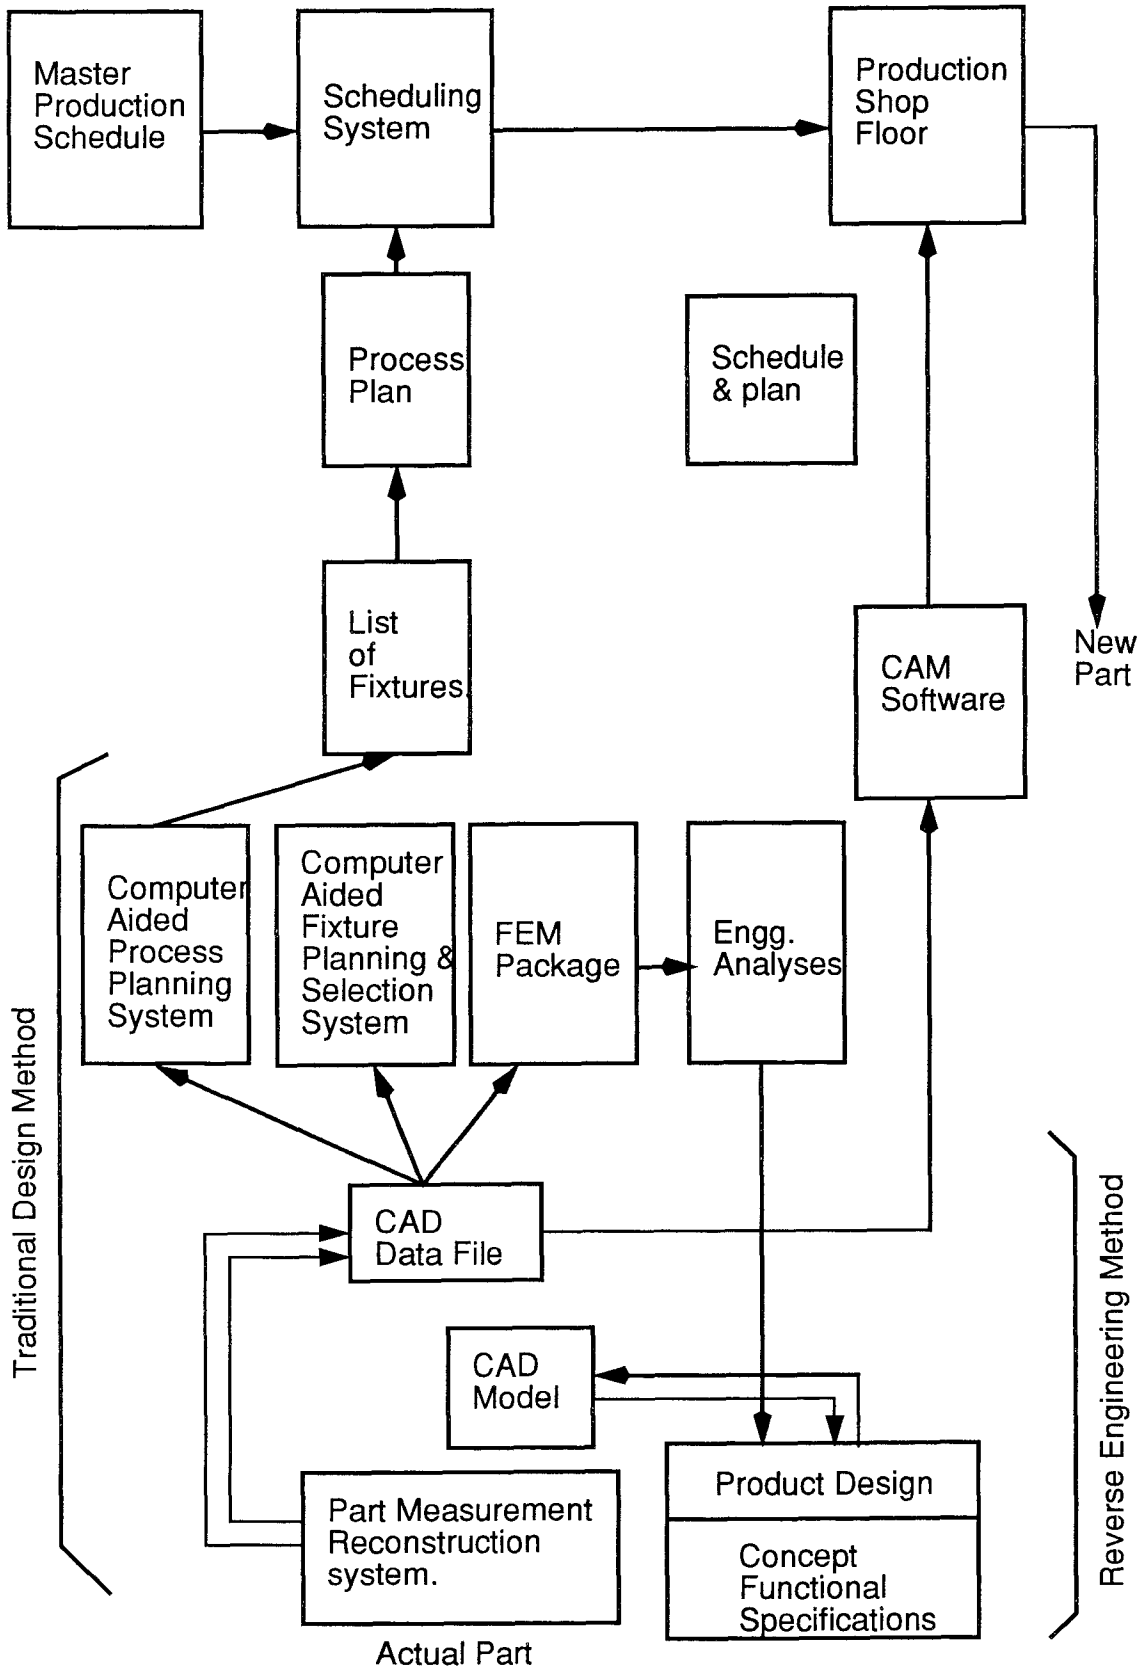 Master
Production
Schedule
Scheduling
System
Production
Shop
Floor
Process
Plan
Schedule
& plan
List
of
Fixtures
CAM
Software
New
Part
Traditional Design Method
Computer
Aided
Process
Planning
System
Computer
Aided
Fixture
Planning &
Selection
System
FEM
Package
Engg.
Analyses
CAD
Data File
CAD
Model
Part Measurement
Reconstruction
system.
Actual Part
Product Design
Concept
Functional
Specifications
Reverse Engineering Method